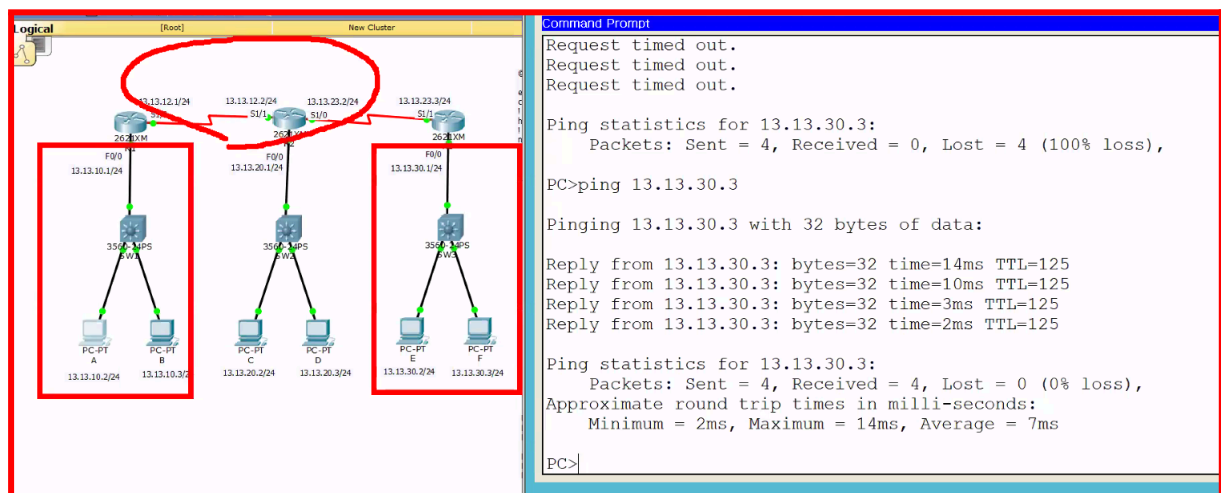 Logical
[Root]
New Cluster
13.13.12.1/24
13.13.12.2/24
13.13.23.2/24
13.13.23.3/24
S1/1
S1/0
S1/1
2621XM
2621XM
2621XM
F0/0
F0/0
F0/0
13.13.10.1/24
13.13.20.1/24
13.13.30.1/24
3560-24PS
3560-24PS
3560-24PS
SW1
SW2
SW3
PC-PT
PC-PT
PC-PT
PC-PT
PC-PT
PC-PT
A
B
C
D
E
F
13.13.10.2/24
13.13.10.3/2
13.13.20.2/24
13.13.20.3/24
13.13.30.2/24
13.13.30.3/24
Command Prompt
Request timed out.
Request timed out.
Request timed out.
Ping statistics for 13.13.30.3:
Packets: Sent = 4, Received = 0, Lost = 4 (100% loss),
PC>ping 13.13.30.3
Pinging 13.13.30.3 with 32 bytes of data:
Reply from 13.13.30.3: bytes=32 time=14ms TTL=125
Reply from 13.13.30.3: bytes=32 time=10ms TTL=125
Reply from 13.13.30.3: bytes=32 time=3ms TTL=125
Reply from 13.13.30.3: bytes=32 time=2ms TTL=125
Ping statistics for 13.13.30.3:
Packets: Sent = 4, Received = 4, Lost = 0 (0% loss),
Approximate round trip times in milli-seconds:
Minimum = 2ms, Maximum = 14ms, Average = 7ms
PC>